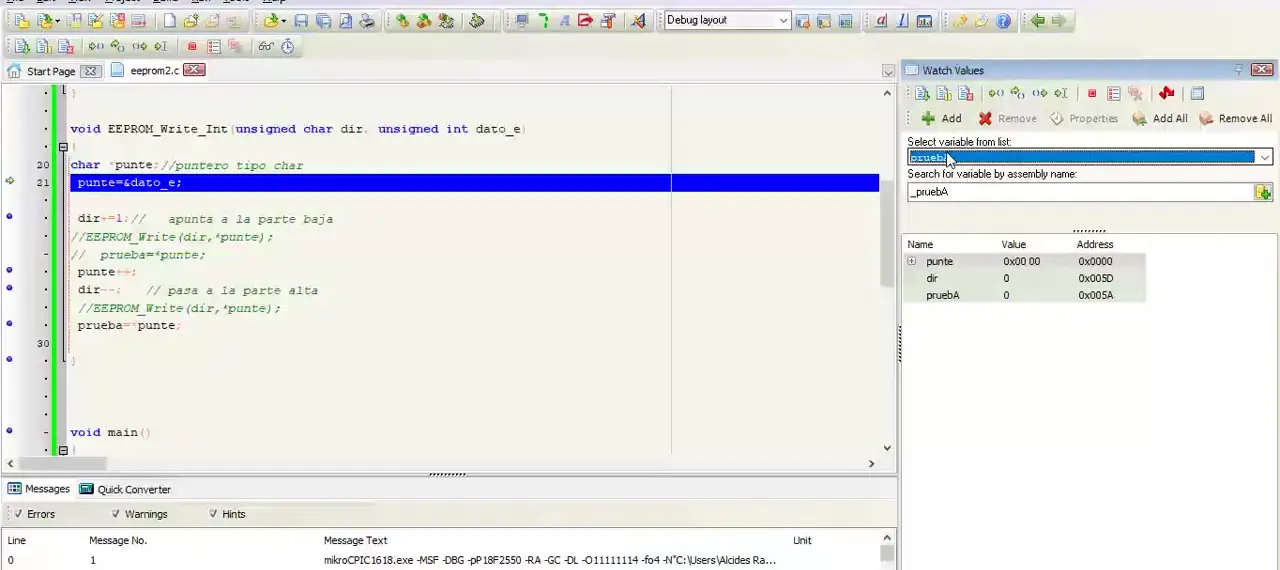 Debug layout
Start Page
eeprom2.c
void EEPROM_Write_Int(unsigned char dir, unsigned int dato_e)
{
20
char *punte;//puntero tipo char
21
punte=&dato_e;
dir+=1;//   apunta a la parte baja
//EEPROM_Write(dir,*punte);
//  prueba=*punte;
punte++;
dir--;   // pasa a la parte alta
//EEPROM_Write(dir,*punte);
prueba=*punte;
30
}
void main()
Messages
Quick Converter
Errors
Warnings
Hints
Line
Message No.
Message Text
Unit
0
1
mikroCPIC1618.exe -MSF -DBG -pP18F2550 -RA -GC -DL -O11111114 -fo4 -N"C:\Users\Alcides Ra...
Watch Values
Add
Remove
Properties
Add All
Remove All
Select variable from list:
pruebA
Search for variable by assembly name:
_pruebA
Name
Value
Address
punte
0x00 00
0x0000
dir
0
0x005D
pruebA
0
0x005A